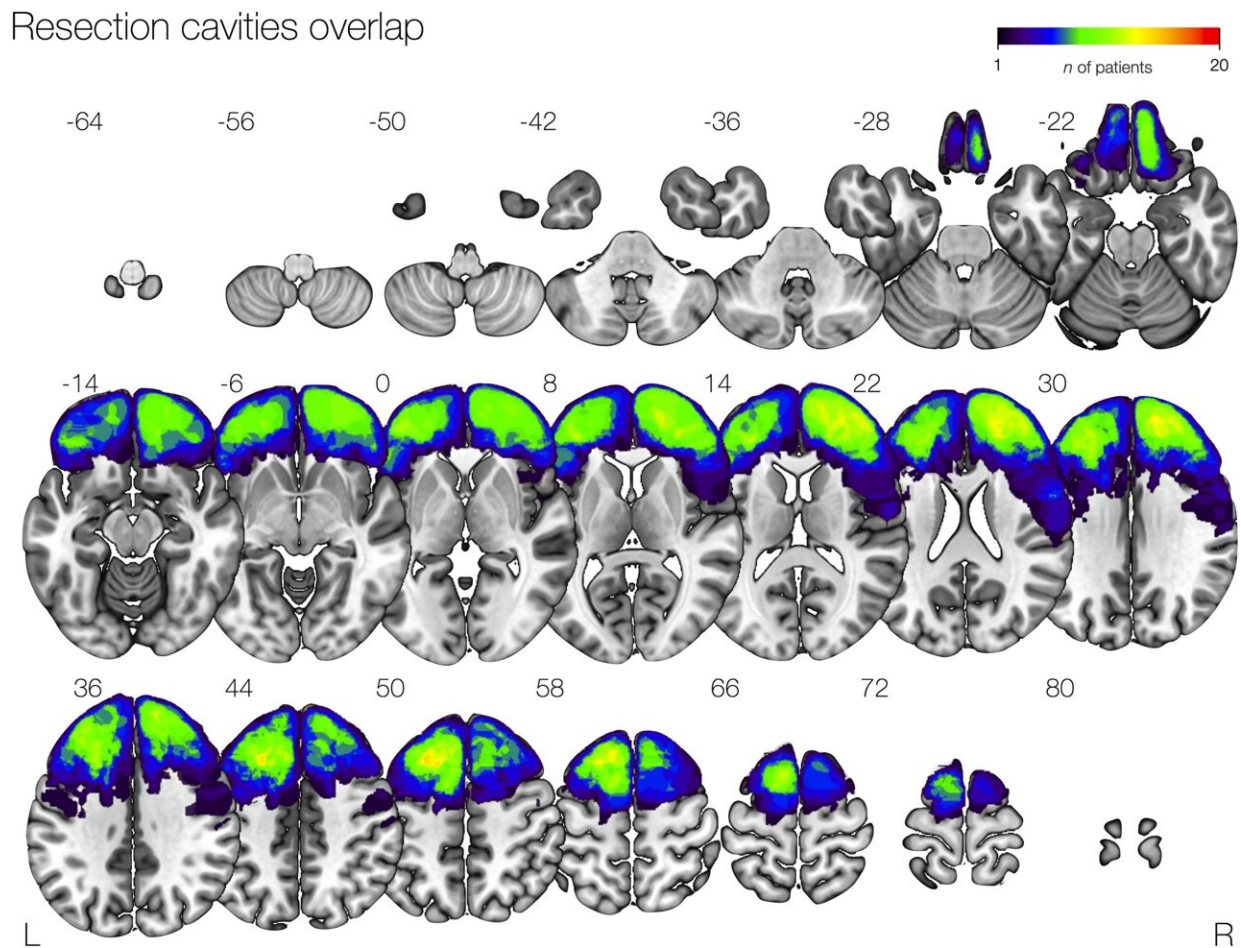 Resection cavities overlap
1 n of patients 20
-64 -56 -50 -42 -36 -28 -22
-14 -6 0 8 14 22 30
36 44 50 58 66 72 80
L R